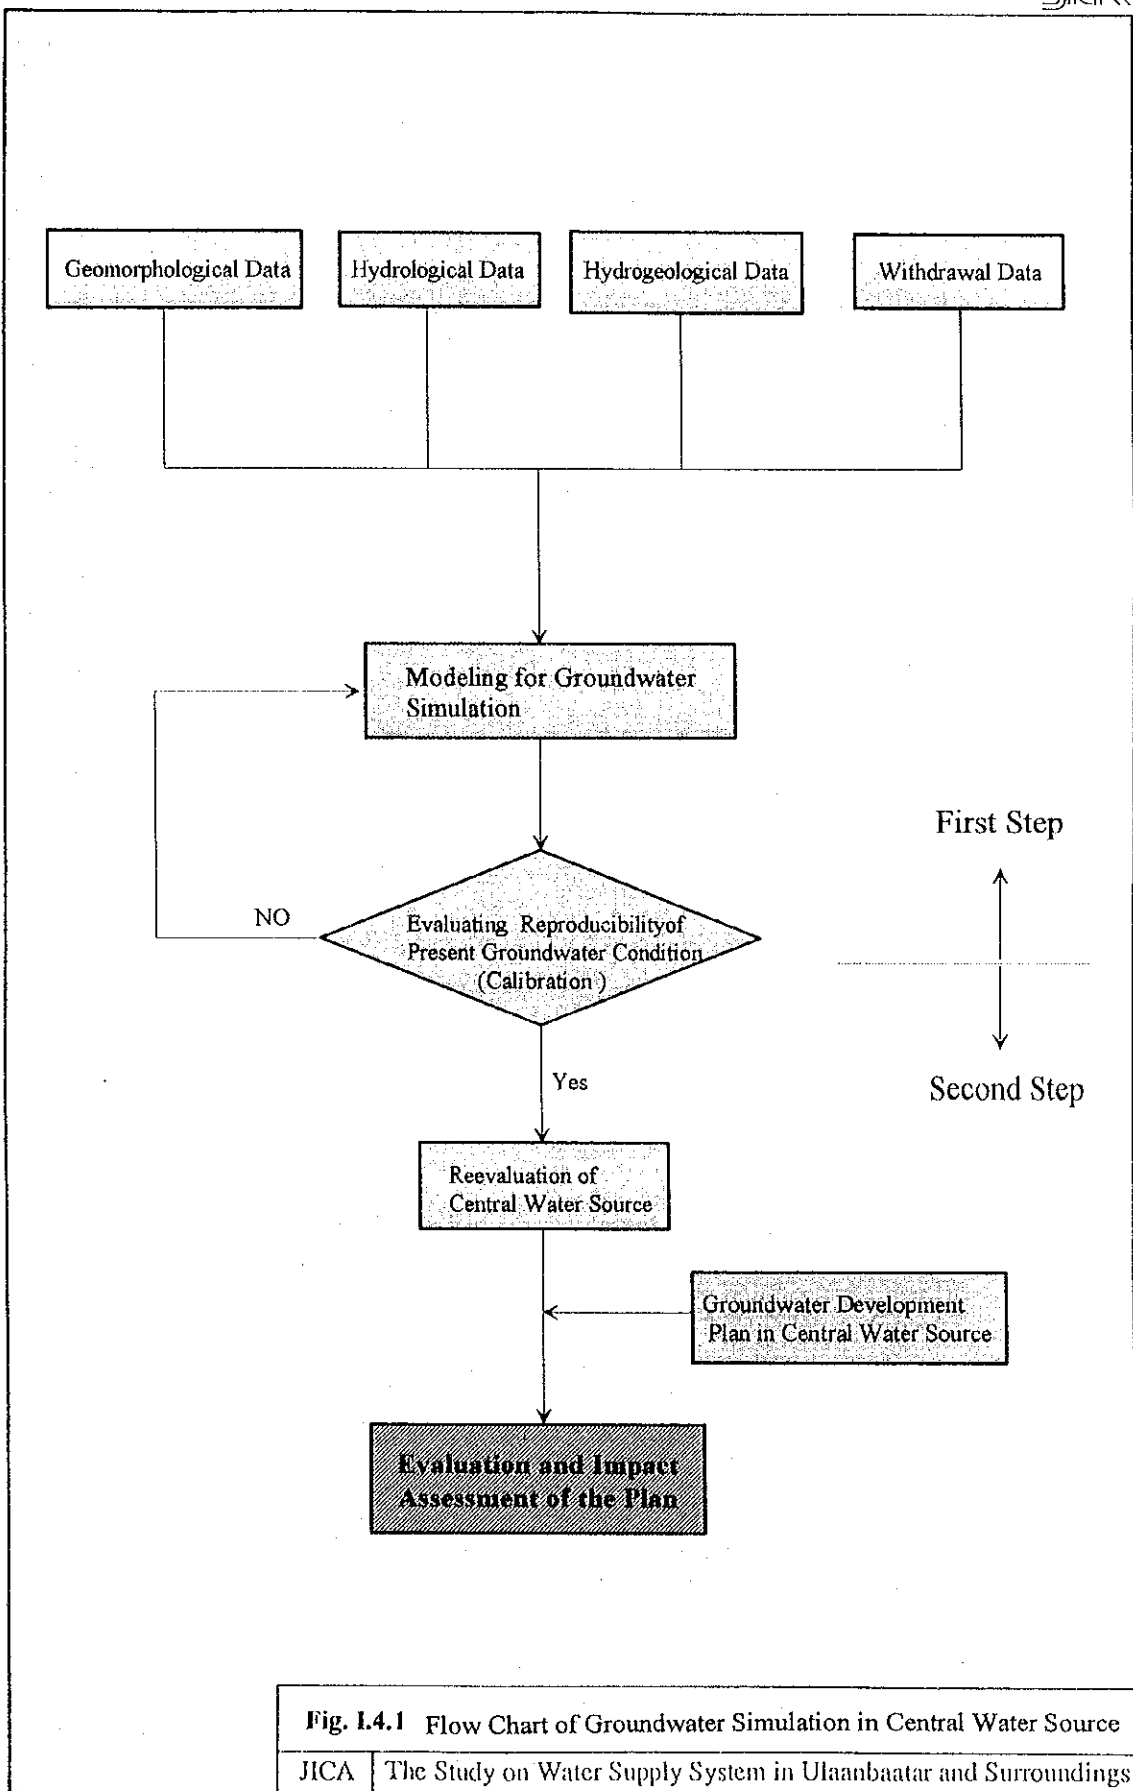 Geomorphological Data
Hydrological Data
Hydrogeological Data
Withdrawal Data
Modeling for Groundwater
Simulation
First Step
NO
Evaluating Reproducibilityof
Present Groundwater Condition
(Calibration )
Second Step
Yes
Reevaluation of
Central Water Source
Groundwater Development
Plan in Central Water Source
Evaluation and Impact
Assessment of the Plan
Fig. I.4.1 Flow Chart of Groundwater Simulation in Central Water Source
JICA The Study on Water Supply System in Ulaanbaatar and Surroundings